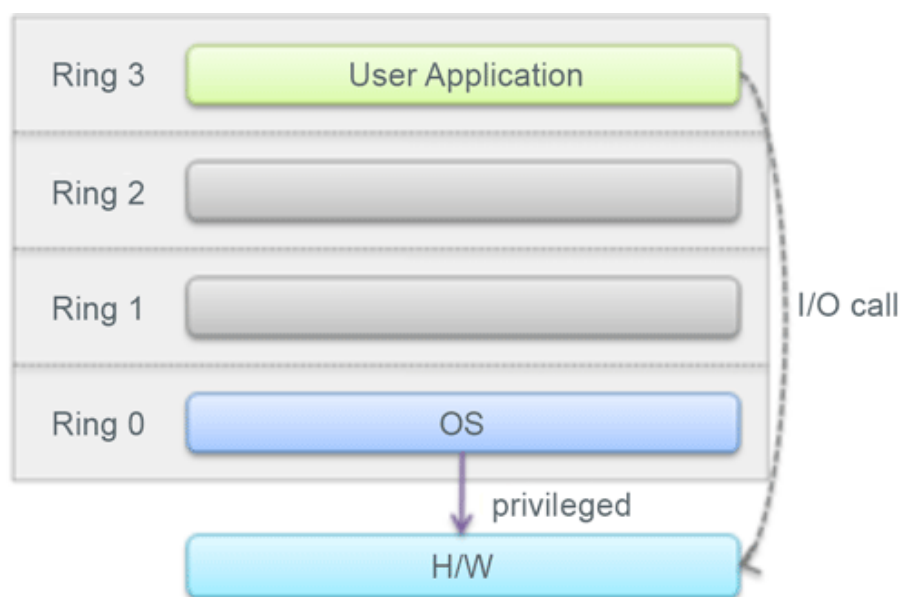 Ring 3
User Application
Ring 2
Ring 1
I/O call
Ring 0
OS
privileged
H/W